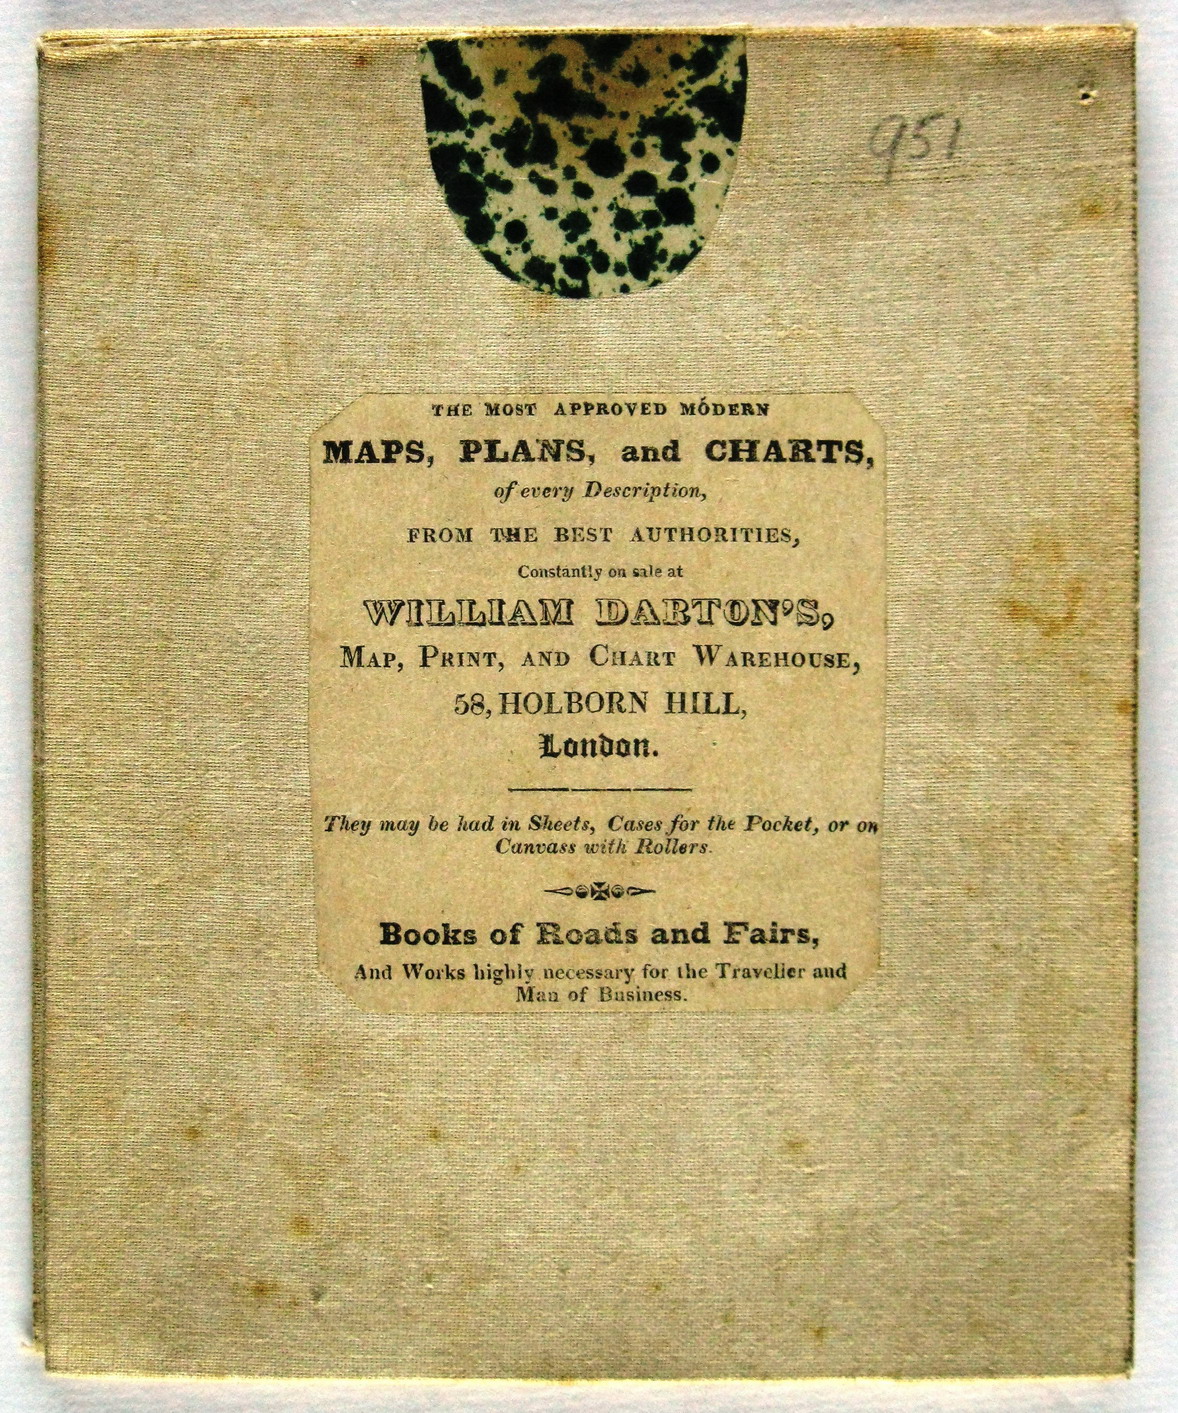 951
THE MOST APPROVED MÓDERN
MAPS, PLANS, and CHARTS,
of every Description,
FROM THE BEST AUTHORITIES,
Constantly on sale at
WILLIAM DARTON'S,
MAP, PRINT, AND CHART WAREHOUSE,
58, HOLBORN HILL,
London.
They may be had in Sheets, Cases for the Pocket, or on
Canvass with Rollers.
Books of Roads and Fairs,
And Works highly necessary for the Traveller and
Man of Business.